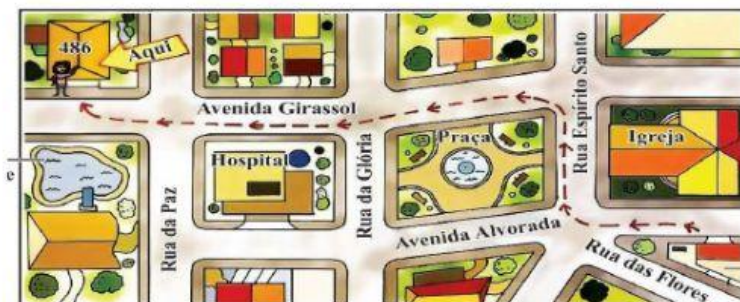 486
Aqui
Avenida Girassol
Rua Espírito Santo
Praça
Igreja
Hospital
Rua da Glória
Rua da Paz
Avenida Alvorada
Rua das Flores
e